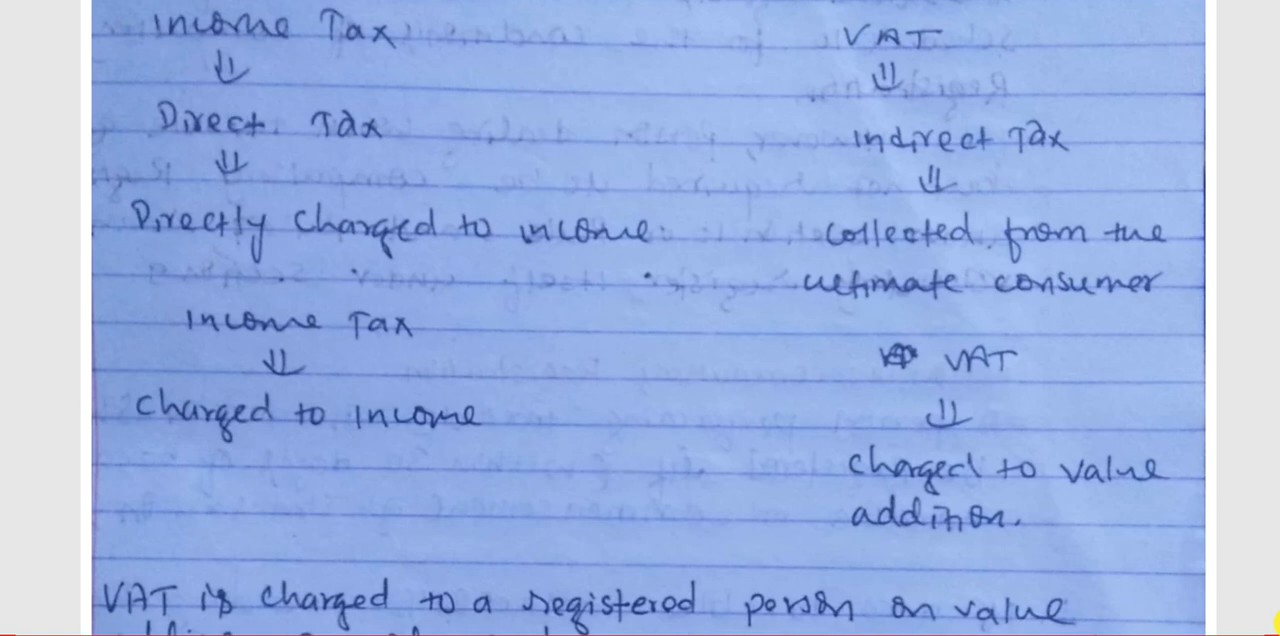 Income Tax
⇓
Direct Tax
⇓
Directly charged to income.
Income Tax
⇓
charged to Income
VAT
⇓
Indirect Tax
⇓
collected from the
ultimate consumer
VAT
⇓
charged to value
addition.
VAT is charged to a registered person on value